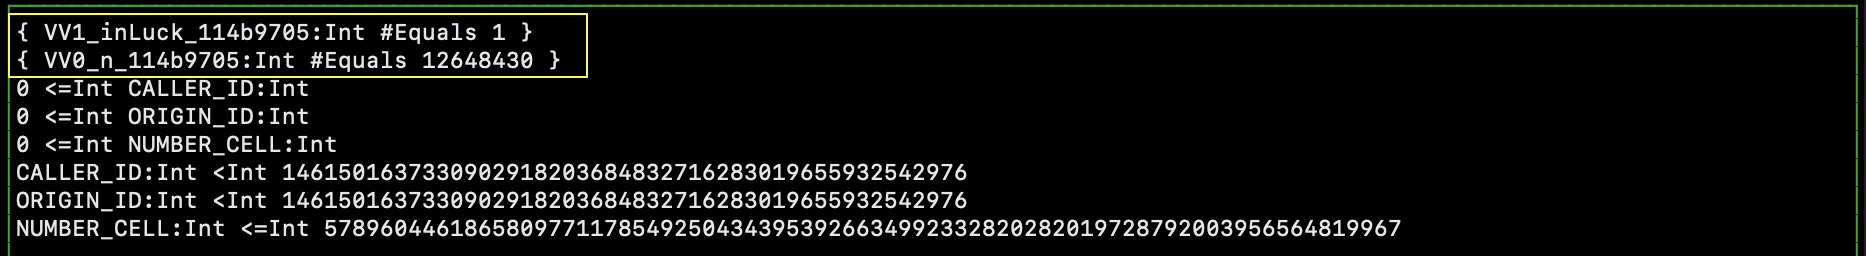 { VV1_inLuck_114b9705:Int #Equals 1 }
{ VV0_n_114b9705:Int #Equals 12648430 }
0 <=Int CALLER_ID:Int
0 <=Int ORIGIN_ID:Int
0 <=Int NUMBER_CELL:Int
CALLER_ID:Int <Int 1461501637330902918203684832716283019655932542976
ORIGIN_ID:Int <Int 1461501637330902918203684832716283019655932542976
NUMBER_CELL:Int <=Int 57896044618658097711785492504343953926634992332820282019728792003956564819967